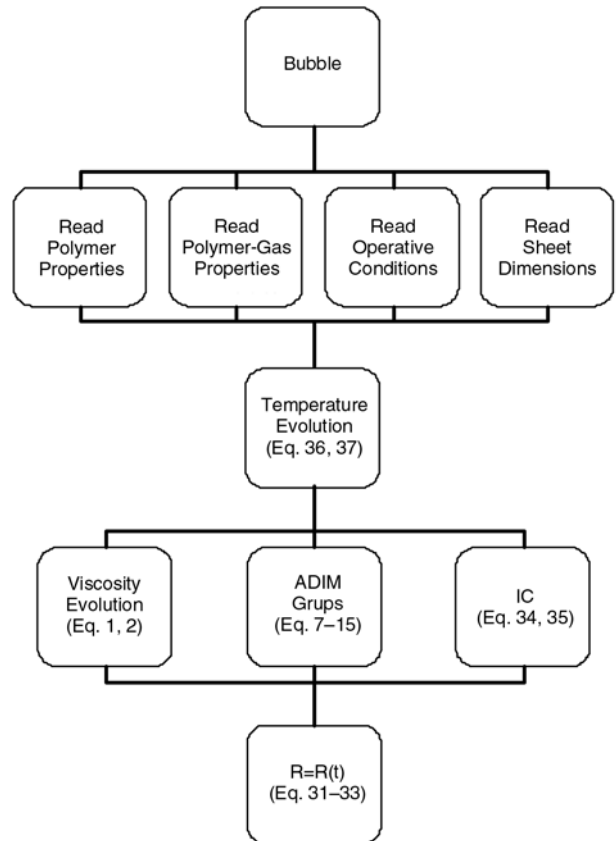 Bubble
Read
Polymer
Properties
Read
Polymer-Gas
Properties
Read
Operative
Conditions
Read
Sheet
Dimensions
Temperature
Evolution
(Eq. 36, 37)
Viscosity
Evolution
(Eq. 1, 2)
ADIM
Grups
(Eq. 7–15)
IC
(Eq. 34, 35)
R=R(t)
(Eq. 31–33)